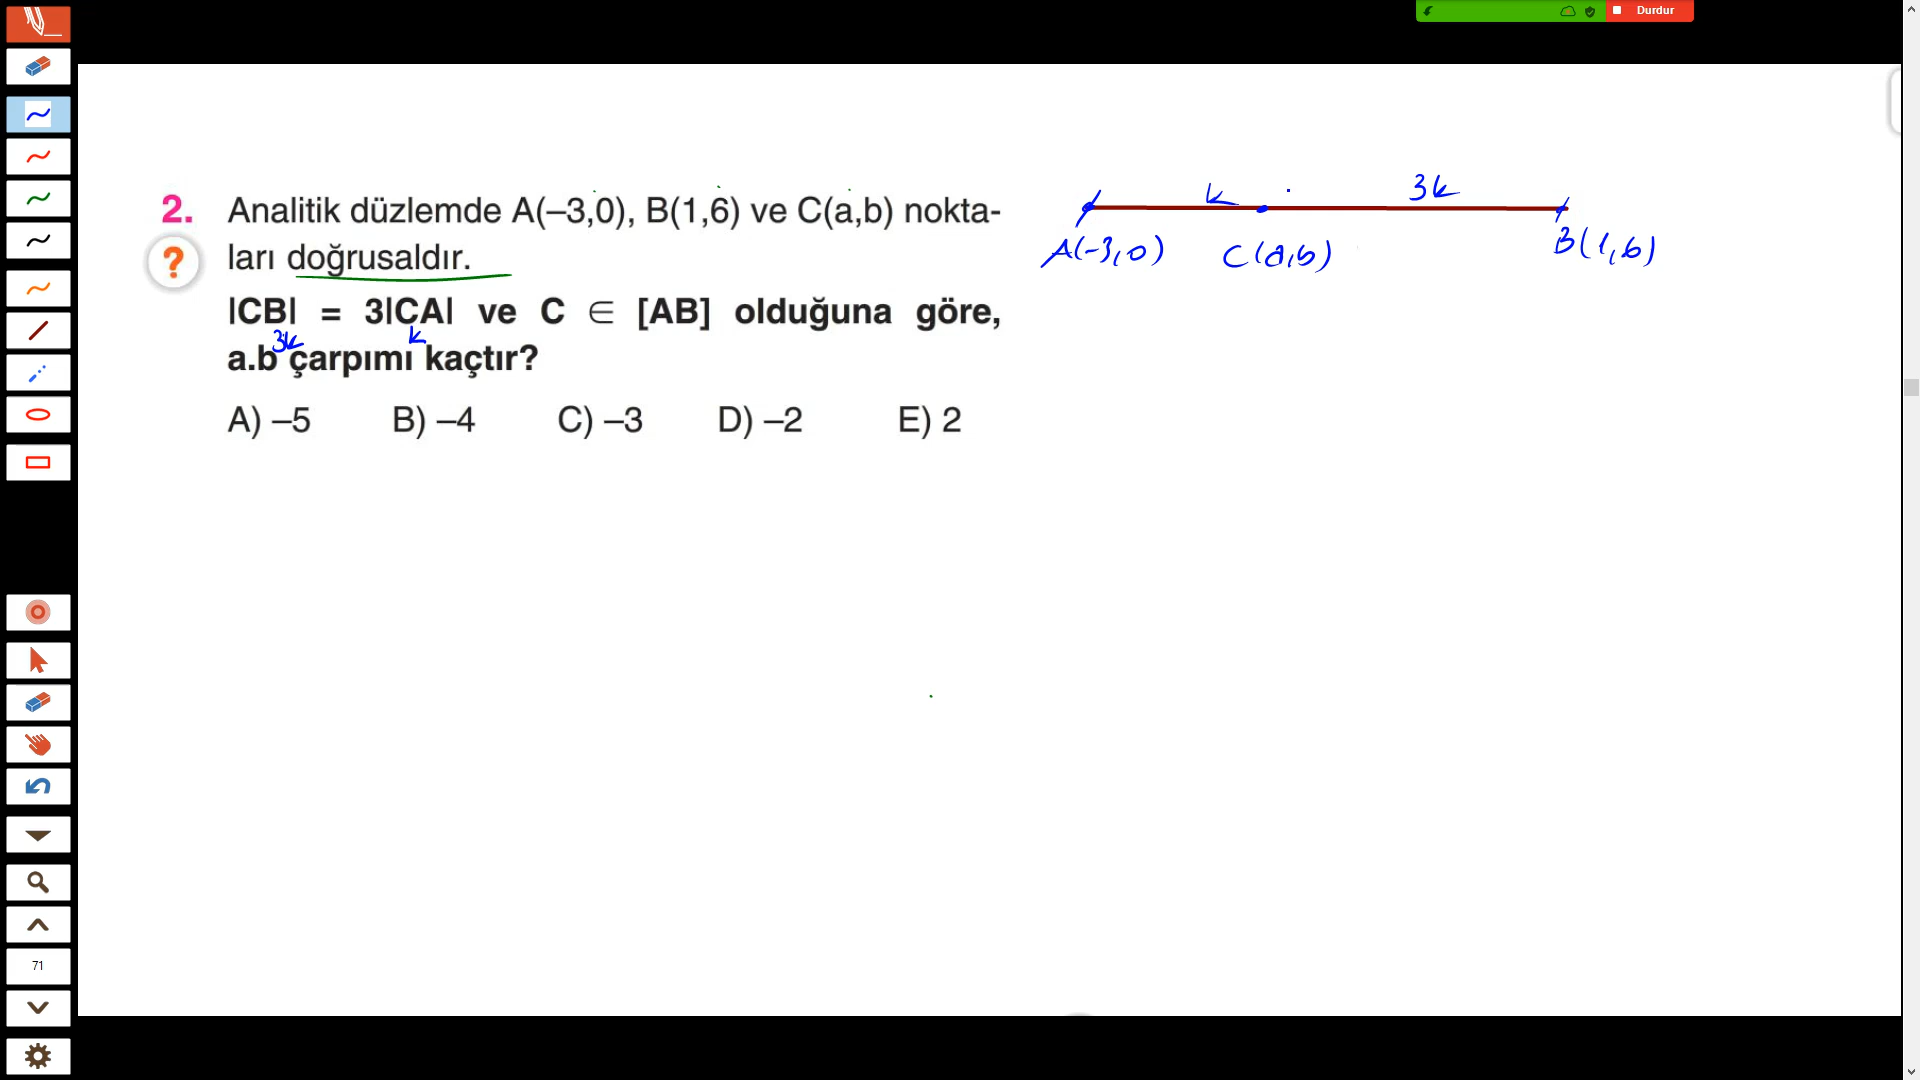 Durdur
2. Analitik düzlemde A(–3,0), B(1,6) ve C(a,b) nokta-
ları doğrusaldır.
?
|CB| = 3|CA| ve C ∈ [AB] olduğuna göre,
3k k
a.b çarpımı kaçtır?
A) –5 B) –4 C) –3 D) –2 E) 2
k 3k
A(-3,0) C(a,b) B(1,6)
71